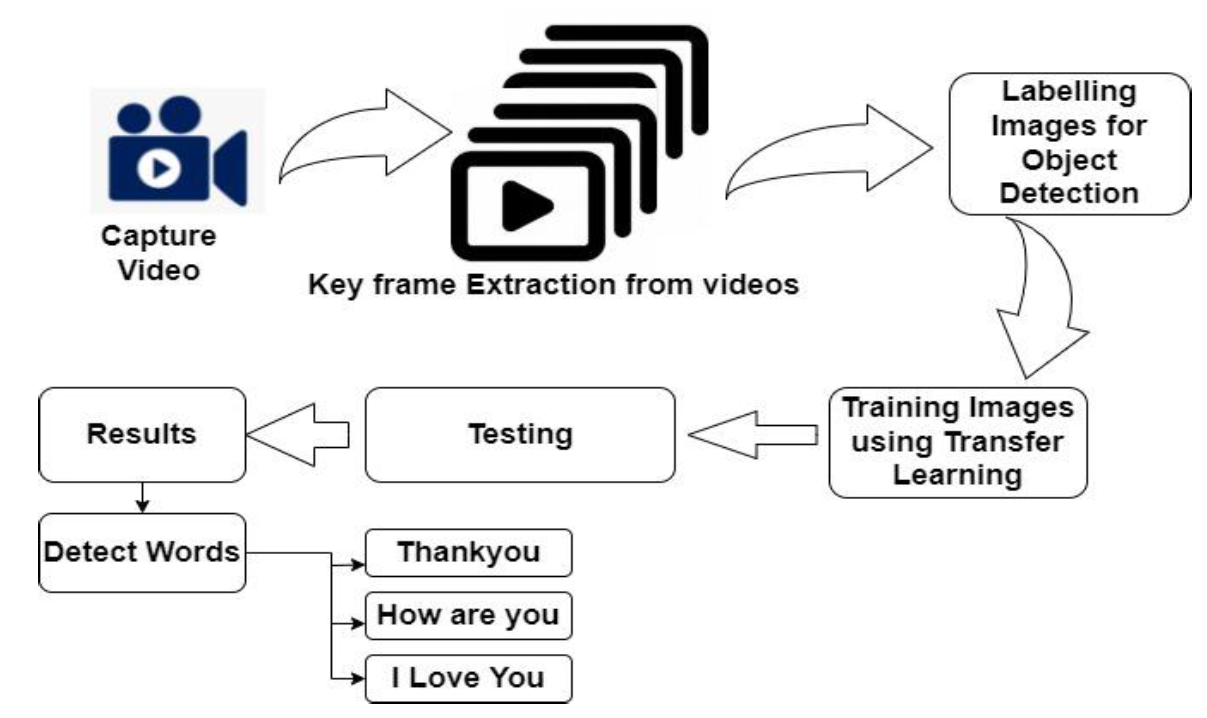 Capture
Video
Key frame Extraction from videos
Labelling
Images for
Object
Detection
Training Images
using Transfer
Learning
Testing
Results
Detect Words
Thankyou
How are you
I Love You